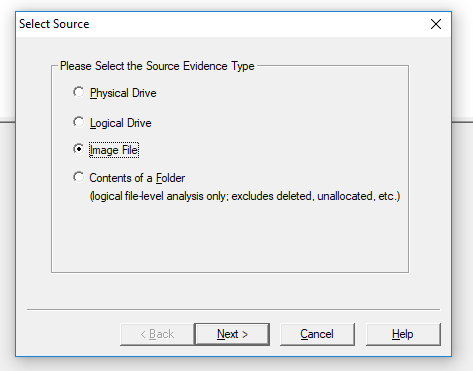 Select Source
Please Select the Source Evidence Type
Physical Drive
Logical Drive
Image File
Contents of a Folder
(logical file-level analysis only; excludes deleted, unallocated, etc.)
< Back Next > Cancel Help